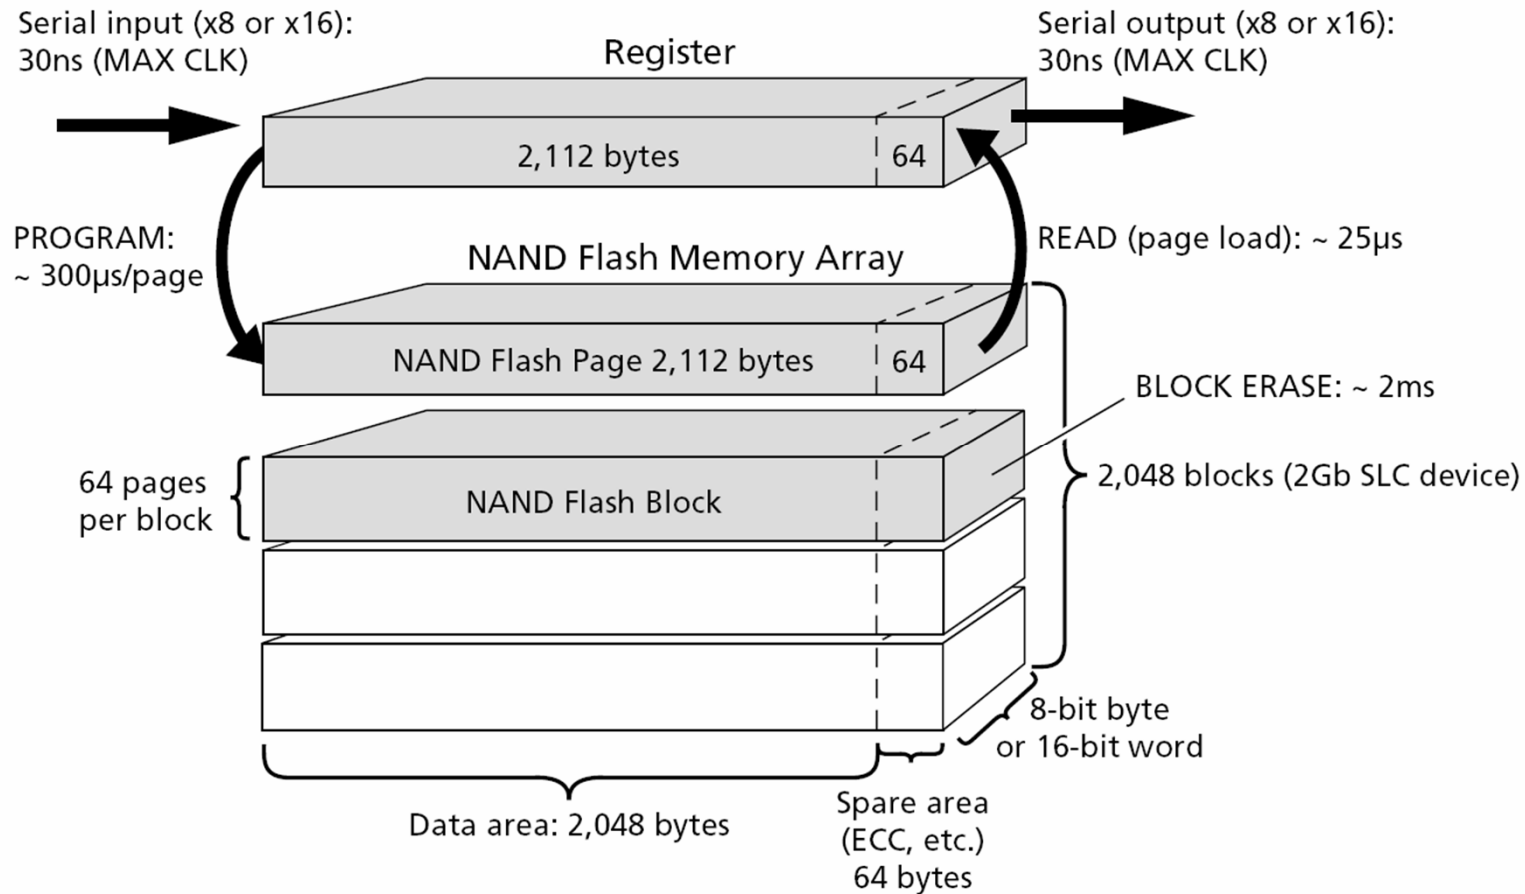 Serial input (x8 or x16):
30ns (MAX CLK)
Register
Serial output (x8 or x16):
30ns (MAX CLK)
2,112 bytes
64
PROGRAM:
~ 300µs/page
NAND Flash Memory Array
READ (page load): ~ 25µs
NAND Flash Page 2,112 bytes
64
BLOCK ERASE: ~ 2ms
64 pages
per block
NAND Flash Block
2,048 blocks (2Gb SLC device)
8-bit byte
or 16-bit word
Data area: 2,048 bytes
Spare area
(ECC, etc.)
64 bytes